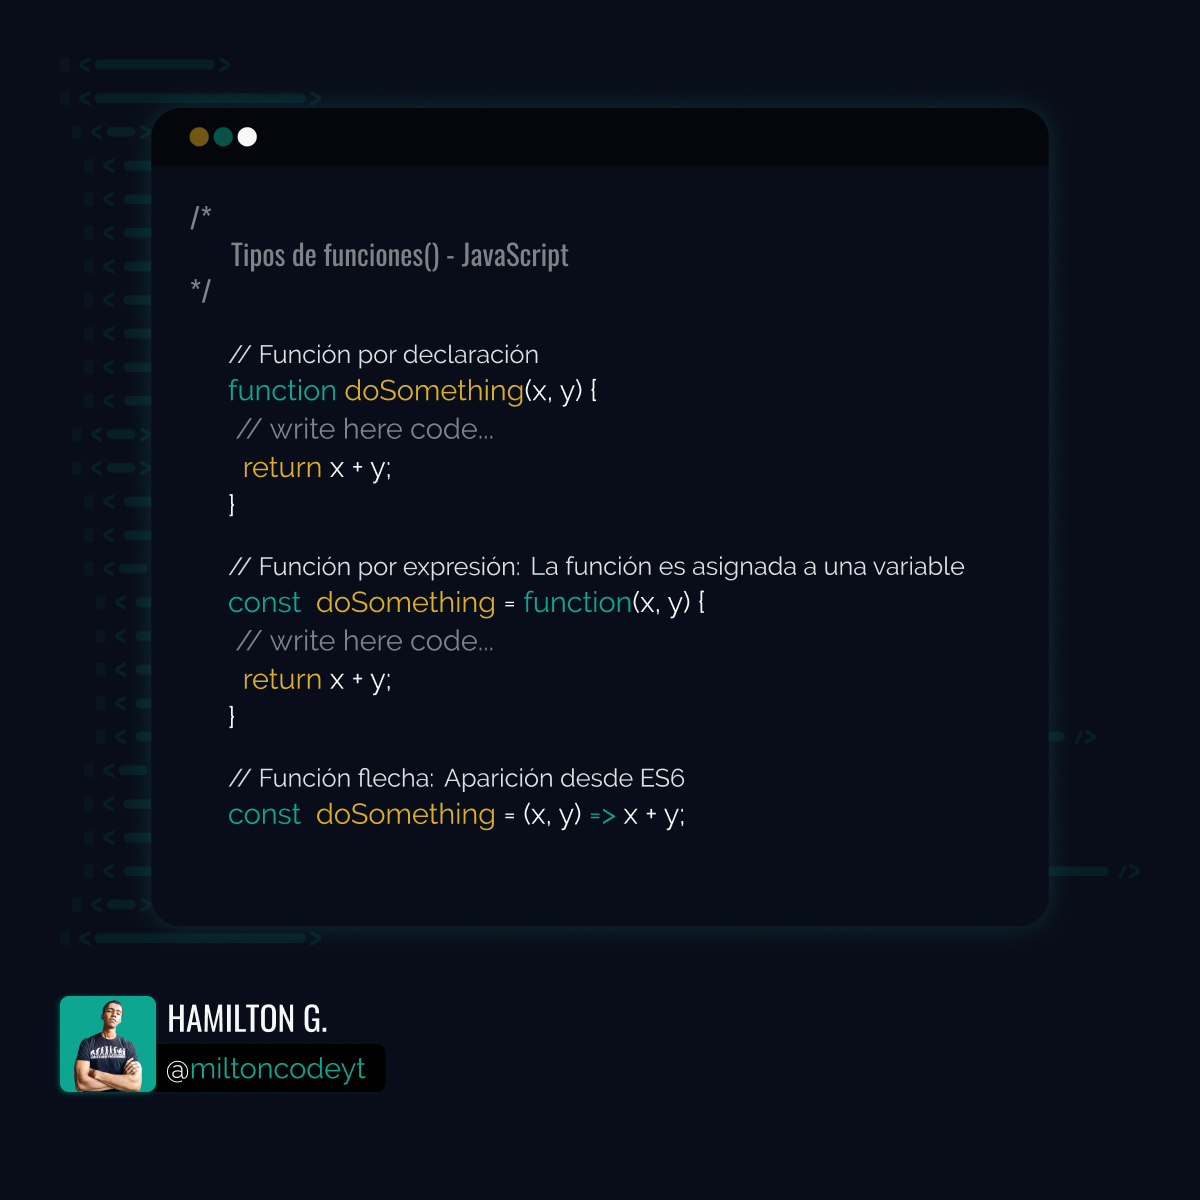 /*
Tipos de funciones() - JavaScript
*/
// Función por declaración
function doSomething(x, y) {
// write here code...
return x + y;
}
// Función por expresión: La función es asignada a una variable
const doSomething = function(x, y) {
// write here code...
return x + y;
}
// Función flecha: Aparición desde ES6
const doSomething = (x, y) => x + y;
HAMILTON G.
@miltoncodeyt